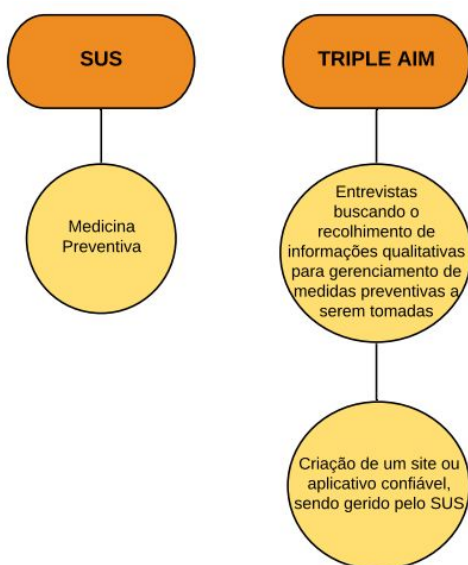 SUS
TRIPLE AIM
Medicina
Preventiva
Entrevistas
buscando o
recolhimento de
informações qualitativas
para gerenciamento de
medidas preventivas a
serem tomadas
Criação de um site ou
aplicativo confiável,
sendo gerido pelo SUS